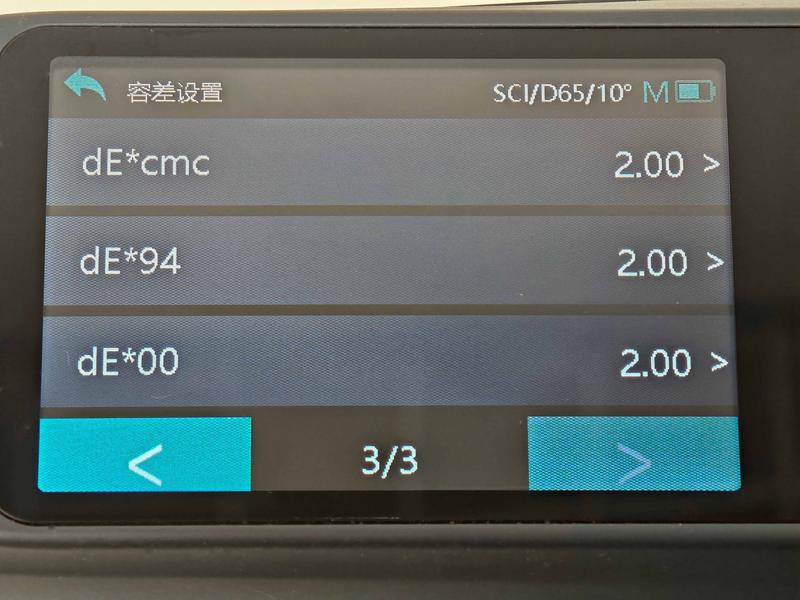 容差设置 SCI/D65/10° M
dE*cmc 2.00 >
dE*94 2.00 >
dE*00 2.00 >
< 3/3 >